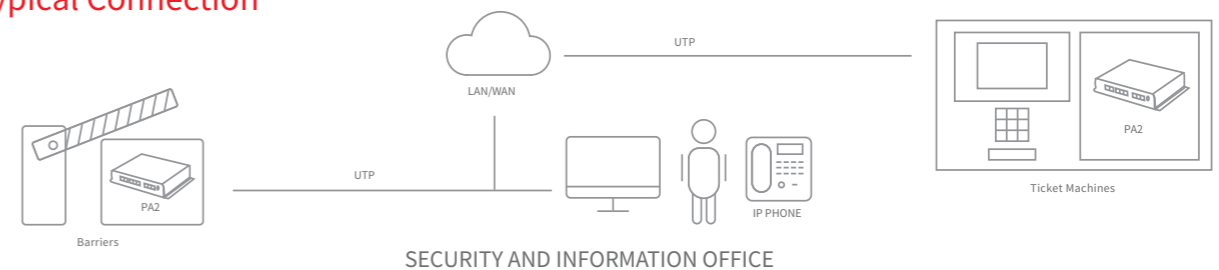 ypical Connection
UTP
LAN/WAN
PA2
Ticket Machines
UTP
PA2
Barriers
IP PHONE
SECURITY AND INFORMATION OFFICE